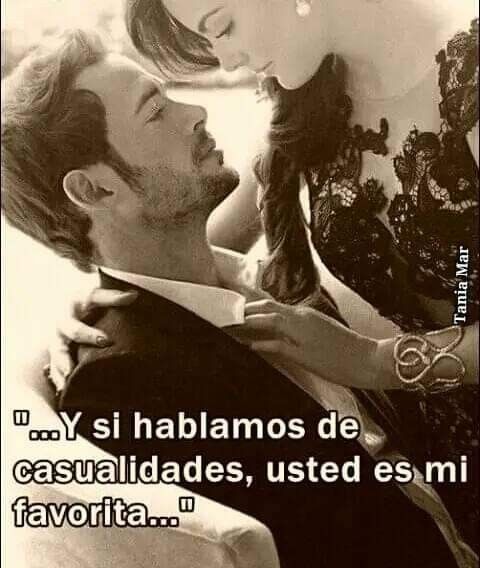 "...Y si hablamos de
casualidades, usted es mi
favorita..."
Tania Mar